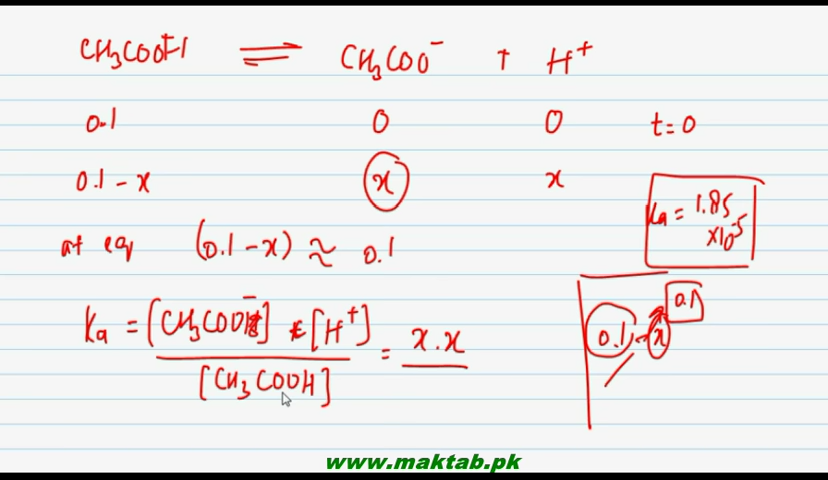 CH₃COOH ⇌ CH₃COO⁻ + H⁺
0.1 0 0 t=0
0.1 - x x x
Ka = 1.85
×10⁻⁵
at eq (0.1 - x) ≈ 0.1
0.1
0.1 - x
Ka = [CH₃COO⁻] [H⁺] = x.x
[CH₃COOH]
www.maktab.pk